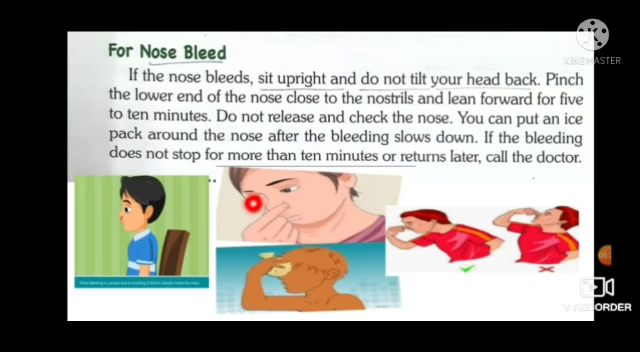 For Nose Bleed
If the nose bleeds, sit upright and do not tilt your head back. Pinch
the lower end of the nose close to the nostrils and lean forward for five
to ten minutes. Do not release and check the nose. You can put an ice
pack around the nose after the bleeding slows down. If the bleeding
does not stop for more than ten minutes or returns later, call the doctor.
KINEMASTER